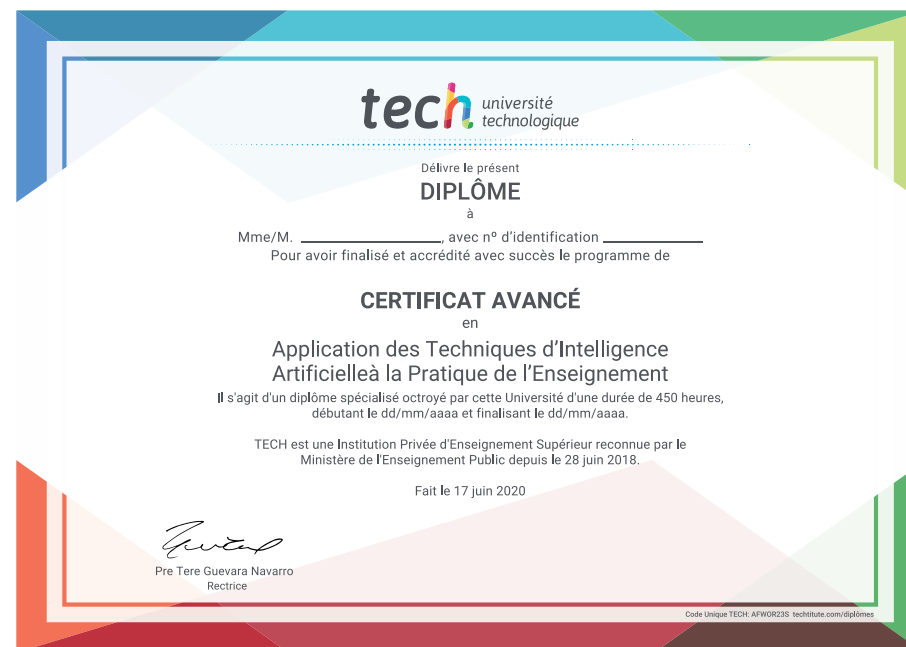 tech université
technologique
Délivre le présent
DIPLÔME
à
Mme/M. ____________, avec nº d’identification ____________
Pour avoir finalisé et accrédité avec succès le programme de
CERTIFICAT AVANCÉ
en
Application des Techniques d’Intelligence
Artificielleà la Pratique de l’Enseignement
Il s'agit d'un diplôme spécialisé octroyé par cette Université d'une durée de 450 heures,
débutant le dd/mm/aaaa et finalisant le dd/mm/aaaa.
TECH est une Institution Privée d'Enseignement Supérieur reconnue par le
Ministère de l'Enseignement Public depuis le 28 juin 2018.
Fait le 17 juin 2020
Pre Tere Guevara Navarro
Rectrice
Code Unique TECH: AFWOR23S techtitute.com/diplômes